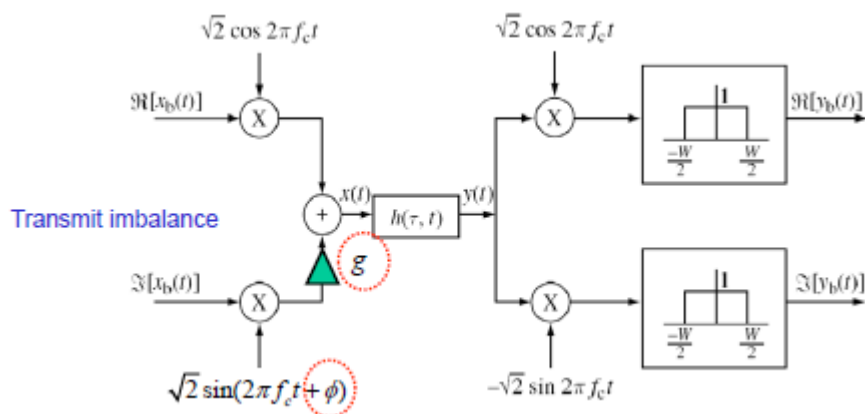 √2 cos 2πf_c t
√2 cos 2πf_c t
ℜ[x_b(t)]
X
X
1
−W/2
W/2
ℜ[y_b(t)]
Transmit imbalance
+
x(t)
h(τ, t)
y(t)
g
ℑ[x_b(t)]
X
X
1
−W/2
W/2
ℑ[y_b(t)]
√2 sin(2πf_c t + ϕ)
−√2 sin 2πf_c t